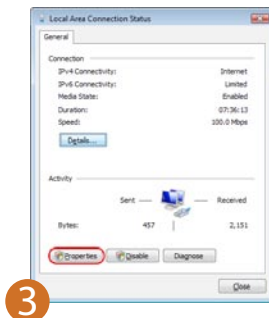 Local Area Connection Status
General
Connection
IPv4 Connectivity: Internet
IPv6 Connectivity: Limited
Media State: Enabled
Duration: 07:36:13
Speed: 100.0 Mbps
Details...
Activity
Sent Received
Bytes: 457 2,151
Properties Disable Diagnose
Close
3